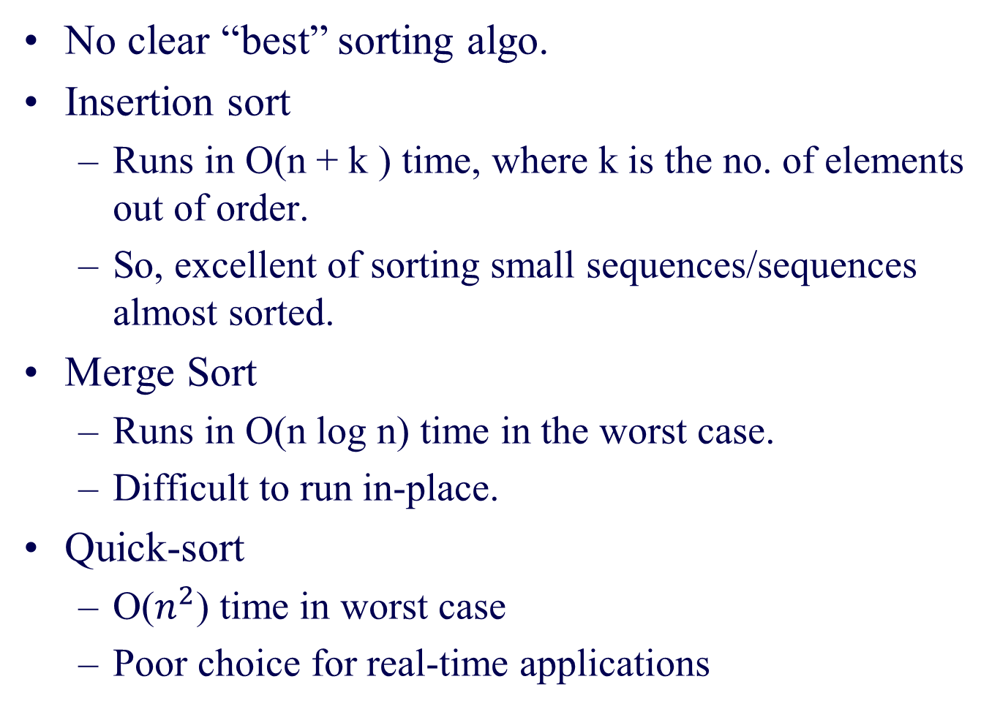 • No clear “best” sorting algo.
• Insertion sort
– Runs in O(n + k ) time, where k is the no. of elements
out of order.
– So, excellent of sorting small sequences/sequences
almost sorted.
• Merge Sort
– Runs in O(n log n) time in the worst case.
– Difficult to run in-place.
• Quick-sort
– O(𝑛²) time in worst case
– Poor choice for real-time applications